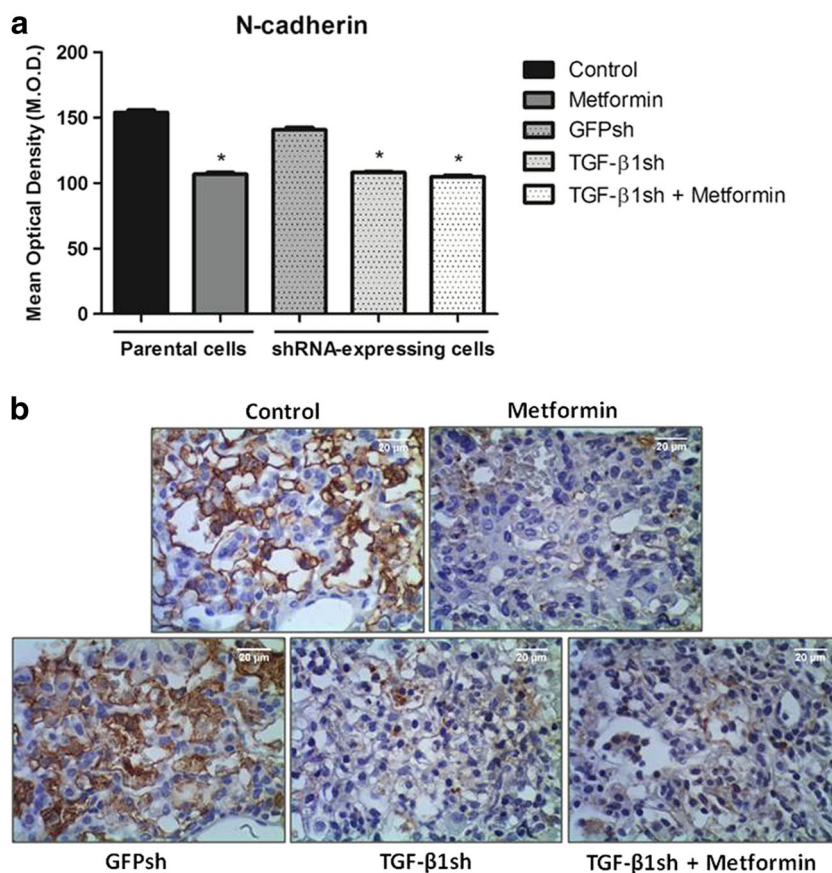 a
N-cadherin
Mean Optical Density (M.O.D.)
200
150
100
50
0
*
*
*
Parental cells
shRNA-expressing cells
Control
Metformin
GFPsh
TGF-β1sh
TGF-β1sh + Metformin
b
Control
Metformin
20 µm
20 µm
20 µm
20 µm
20 µm
GFPsh
TGF-β1sh
TGF-β1sh + Metformin